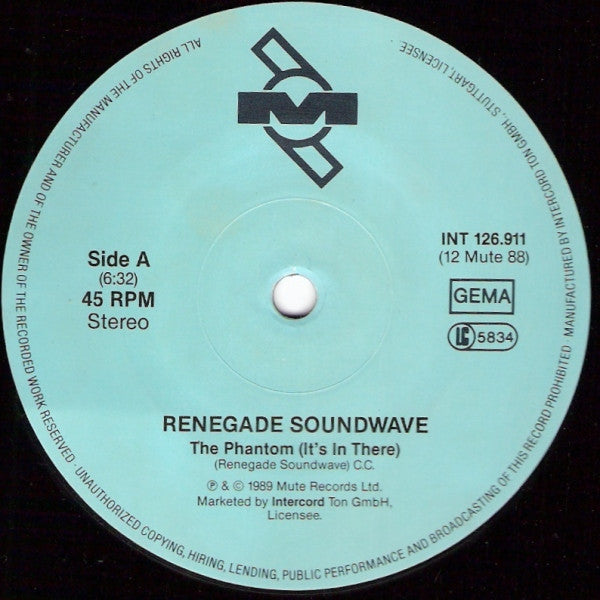 M
Side A
(6:32)
45 RPM
Stereo
INT 126.911
(12 Mute 88)
GEMA
LC 5834
RENEGADE SOUNDWAVE
The Phantom (It's In There)
(Renegade Soundwave) C.C.
℗ & © 1989 Mute Records Ltd.
Marketed by Intercord Ton GmbH,
Licensee.
ALL RIGHTS OF THE MANUFACTURER AND OF THE OWNER OF THE RECORDED WORK RESERVED · UNAUTHORIZED COPYING, HIRING, LENDING, PUBLIC PERFORMANCE AND BROADCASTING OF THIS RECORD PROHIBITED · MANUFACTURED BY INTERCORD TON GMBH, STUTTGART, LICENSEE.